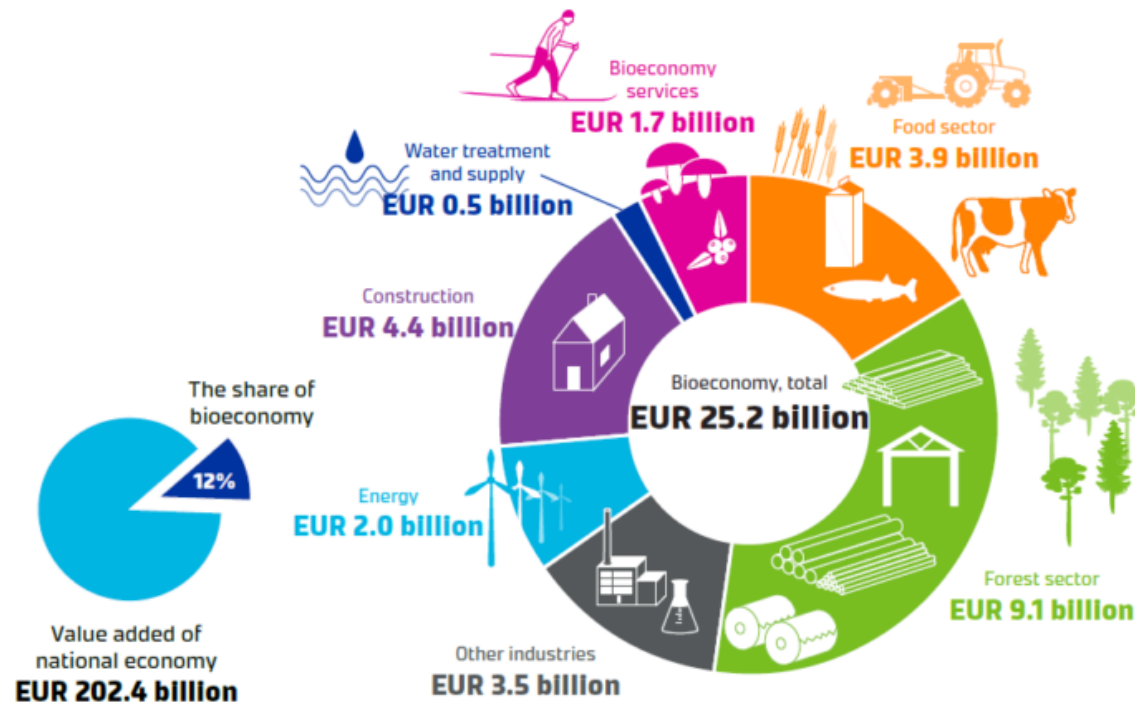 Bioeconomy
services
EUR 1.7 billion
Food sector
EUR 3.9 billion
Water treatment
and supply
EUR 0.5 billion
Construction
EUR 4.4 billlion
Bioeconomy, total
EUR 25.2 billion
The share of
bioeconomy
12%
Energy
EUR 2.0 billion
Forest sector
EUR 9.1 billion
Other industries
EUR 3.5 billion
Value added of
national economy
EUR 202.4 billion